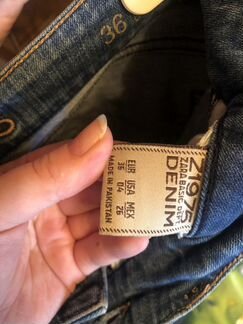 36
Z1975
ZARA BASIC DEPT
DENIM
EUR USA MEX
36 04 26
MADE IN PAKISTAN